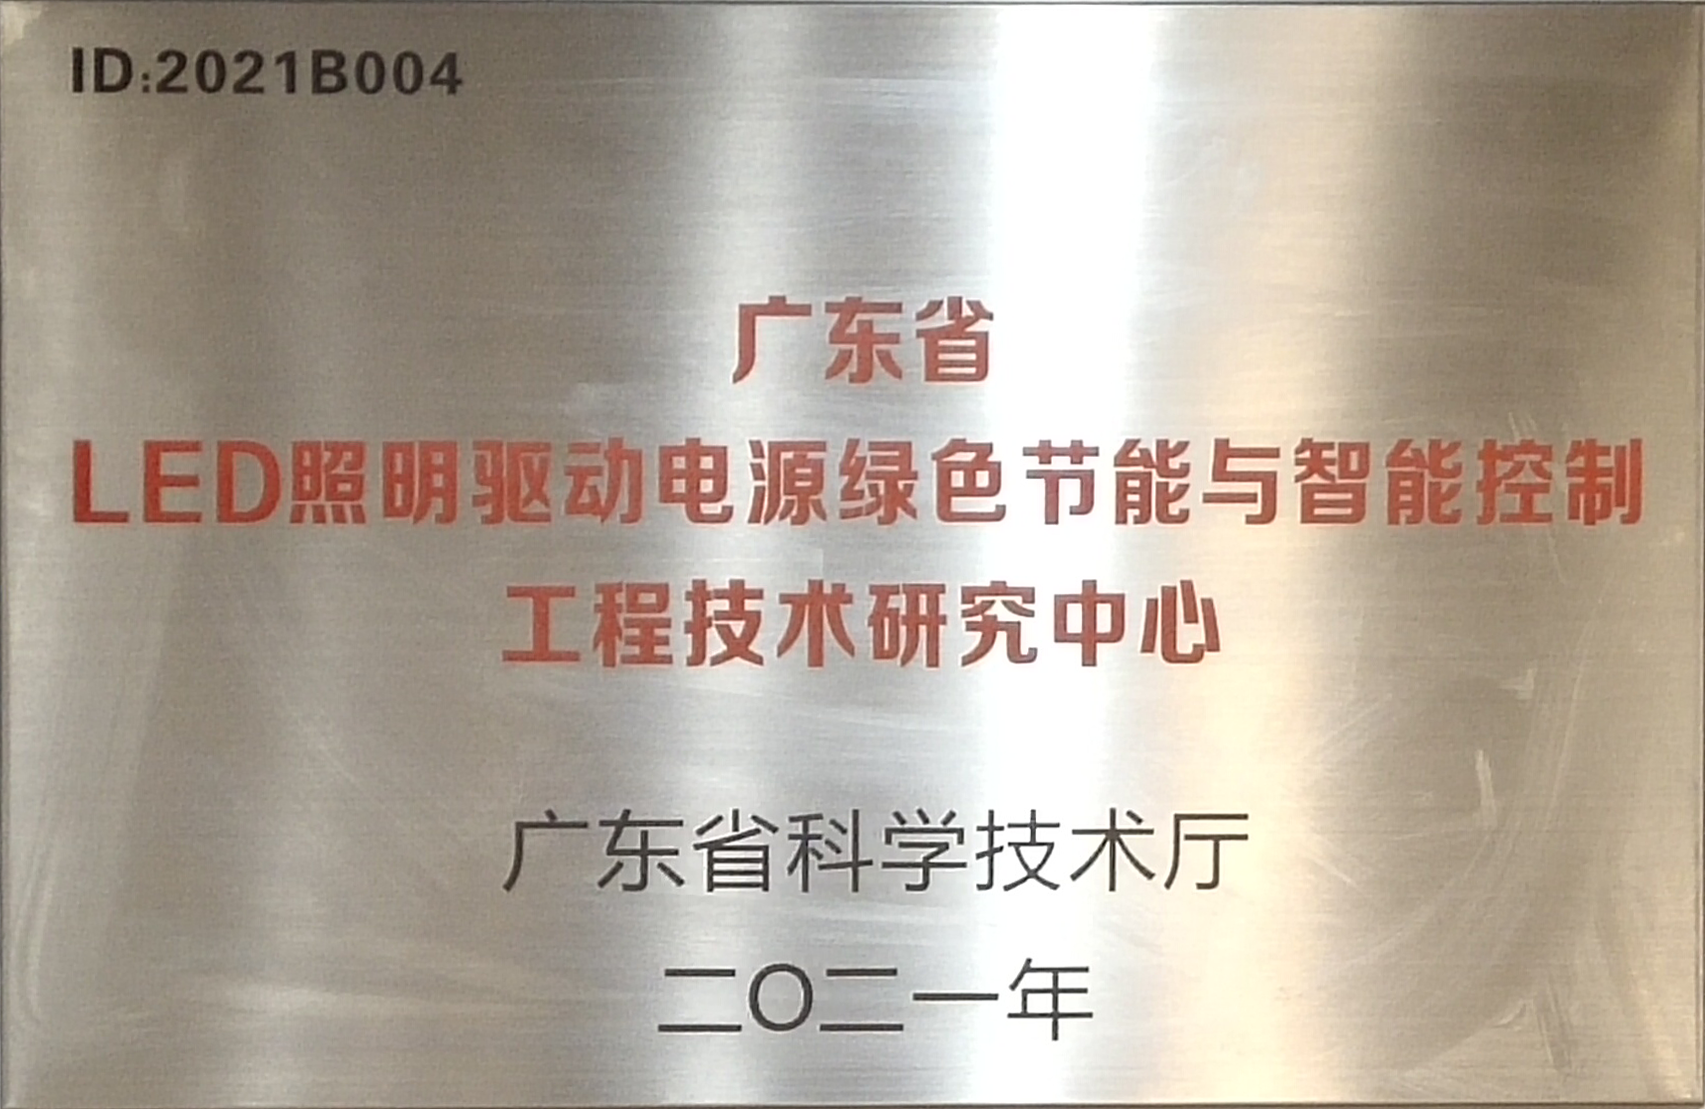 ID:2021B004
广东省
LED照明驱动电源绿色节能与智能控制
工程技术研究中心
广东省科学技术厅
二〇二一年